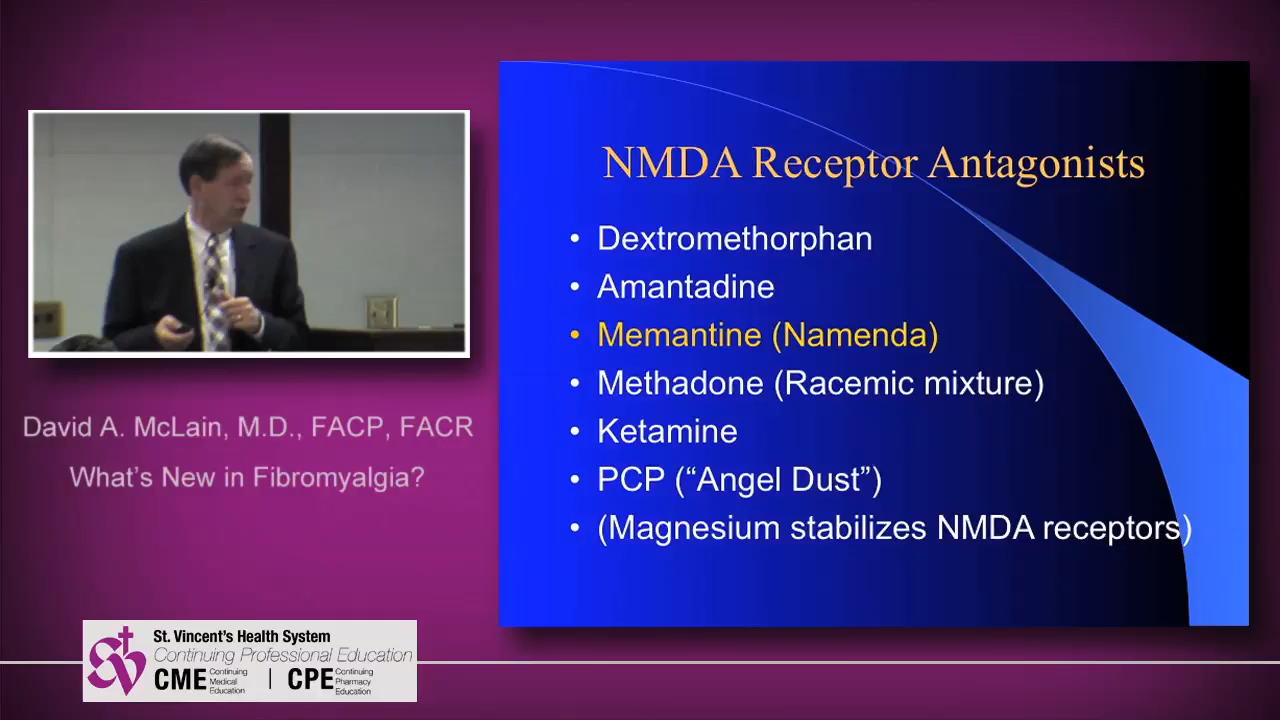 NMDA Receptor Antagonists
• Dextromethorphan
• Amantadine
• Memantine (Namenda)
• Methadone (Racemic mixture)
• Ketamine
• PCP (“Angel Dust”)
• (Magnesium stabilizes NMDA receptors)
David A. McLain, M.D., FACP, FACR
What’s New in Fibromyalgia?
St. Vincent’s Health System
Continuing Professional Education
CME Continuing Medical Education | CPE Continuing Pharmacy Education